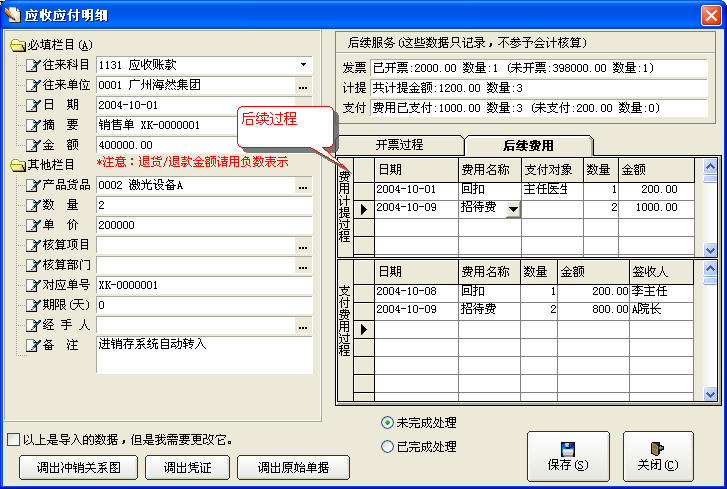 应收应付明细
必填栏目(A)
往来科目 1131 应收账款
往来单位 0001 广州海然集团 ...
日 期 2004-10-01
摘 要 销售单 XK-0000001
金 额 400000.00
*注意：退货/退款金额请用负数表示
其他栏目
产品货品 0002 激光设备A ...
数 量 2
单 价 200000
核算项目 ...
核算部门 ...
对应单号 XK-0000001
期限(天) 0
经 手 人 ...
备 注 进销存系统自动转入
以上是导入的数据，但是我需要更改它。
调出冲销关系图 调出凭证 调出原始单据
后续服务(这些数据只记录，不参予会计核算)
发票 已开票:2000.00 数量:1 (未开票:398000.00 数量:1)
计提 共计提金额:1200.00 数量:3
支付 费用已支付:1000.00 数量:3 (未支付:200.00 数量:0)
后续过程
开票过程 后续费用
费用计提过程
日期 费用名称 支付对象 数量 金额
2004-10-01 回扣 主任医生 1 200.00
2004-10-09 招待费 2 1000.00
支付费用过程
日期 费用名称 数量 金额 签收人
2004-10-08 回扣 1 200.00 李主任
2004-10-09 招待费 2 800.00 A院长
未完成处理
已完成处理
保存(S) 关闭(C)